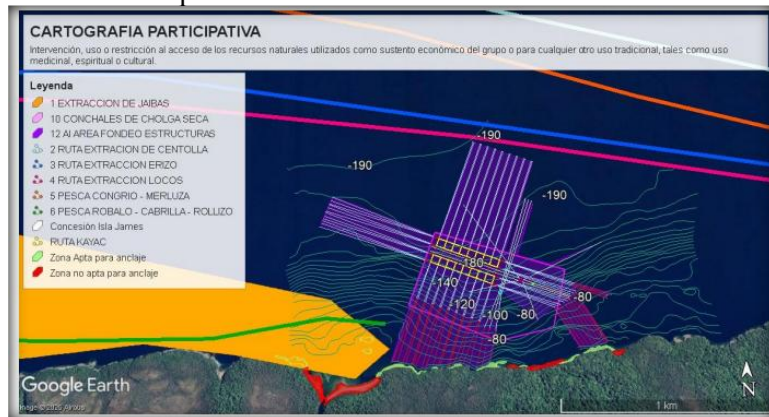 CARTOGRAFIA PARTICIPATIVA
Intervención, uso o restricción al acceso de los recursos naturales utilizados como sustento económico del grupo o para cualquier otro uso tradicional, tales como uso
medicinal, espiritual o cultural.
Leyenda
1 EXTRACCION DE JAIBAS
10 CONCHALES DE CHOLGA SECA
12 AI AREA FONDEO ESTRUCTURAS
2 RUTA EXTRACION DE CENTOLLA
3 RUTA EXTRACCION ERIZO
4 RUTA EXTRACCION LOCOS
5 PESCA CONGRIO - MERLUZA
6 PESCA ROBALO - CABRILLA - ROLLIZO
Concesión Isla James
RUTA KAYAC
Zona Apta para anclaje
Zona no apta para anclaje
-190
-190
-190
-180
-140
-80
-120
-100
-80
-80
Google Earth
1 km
N